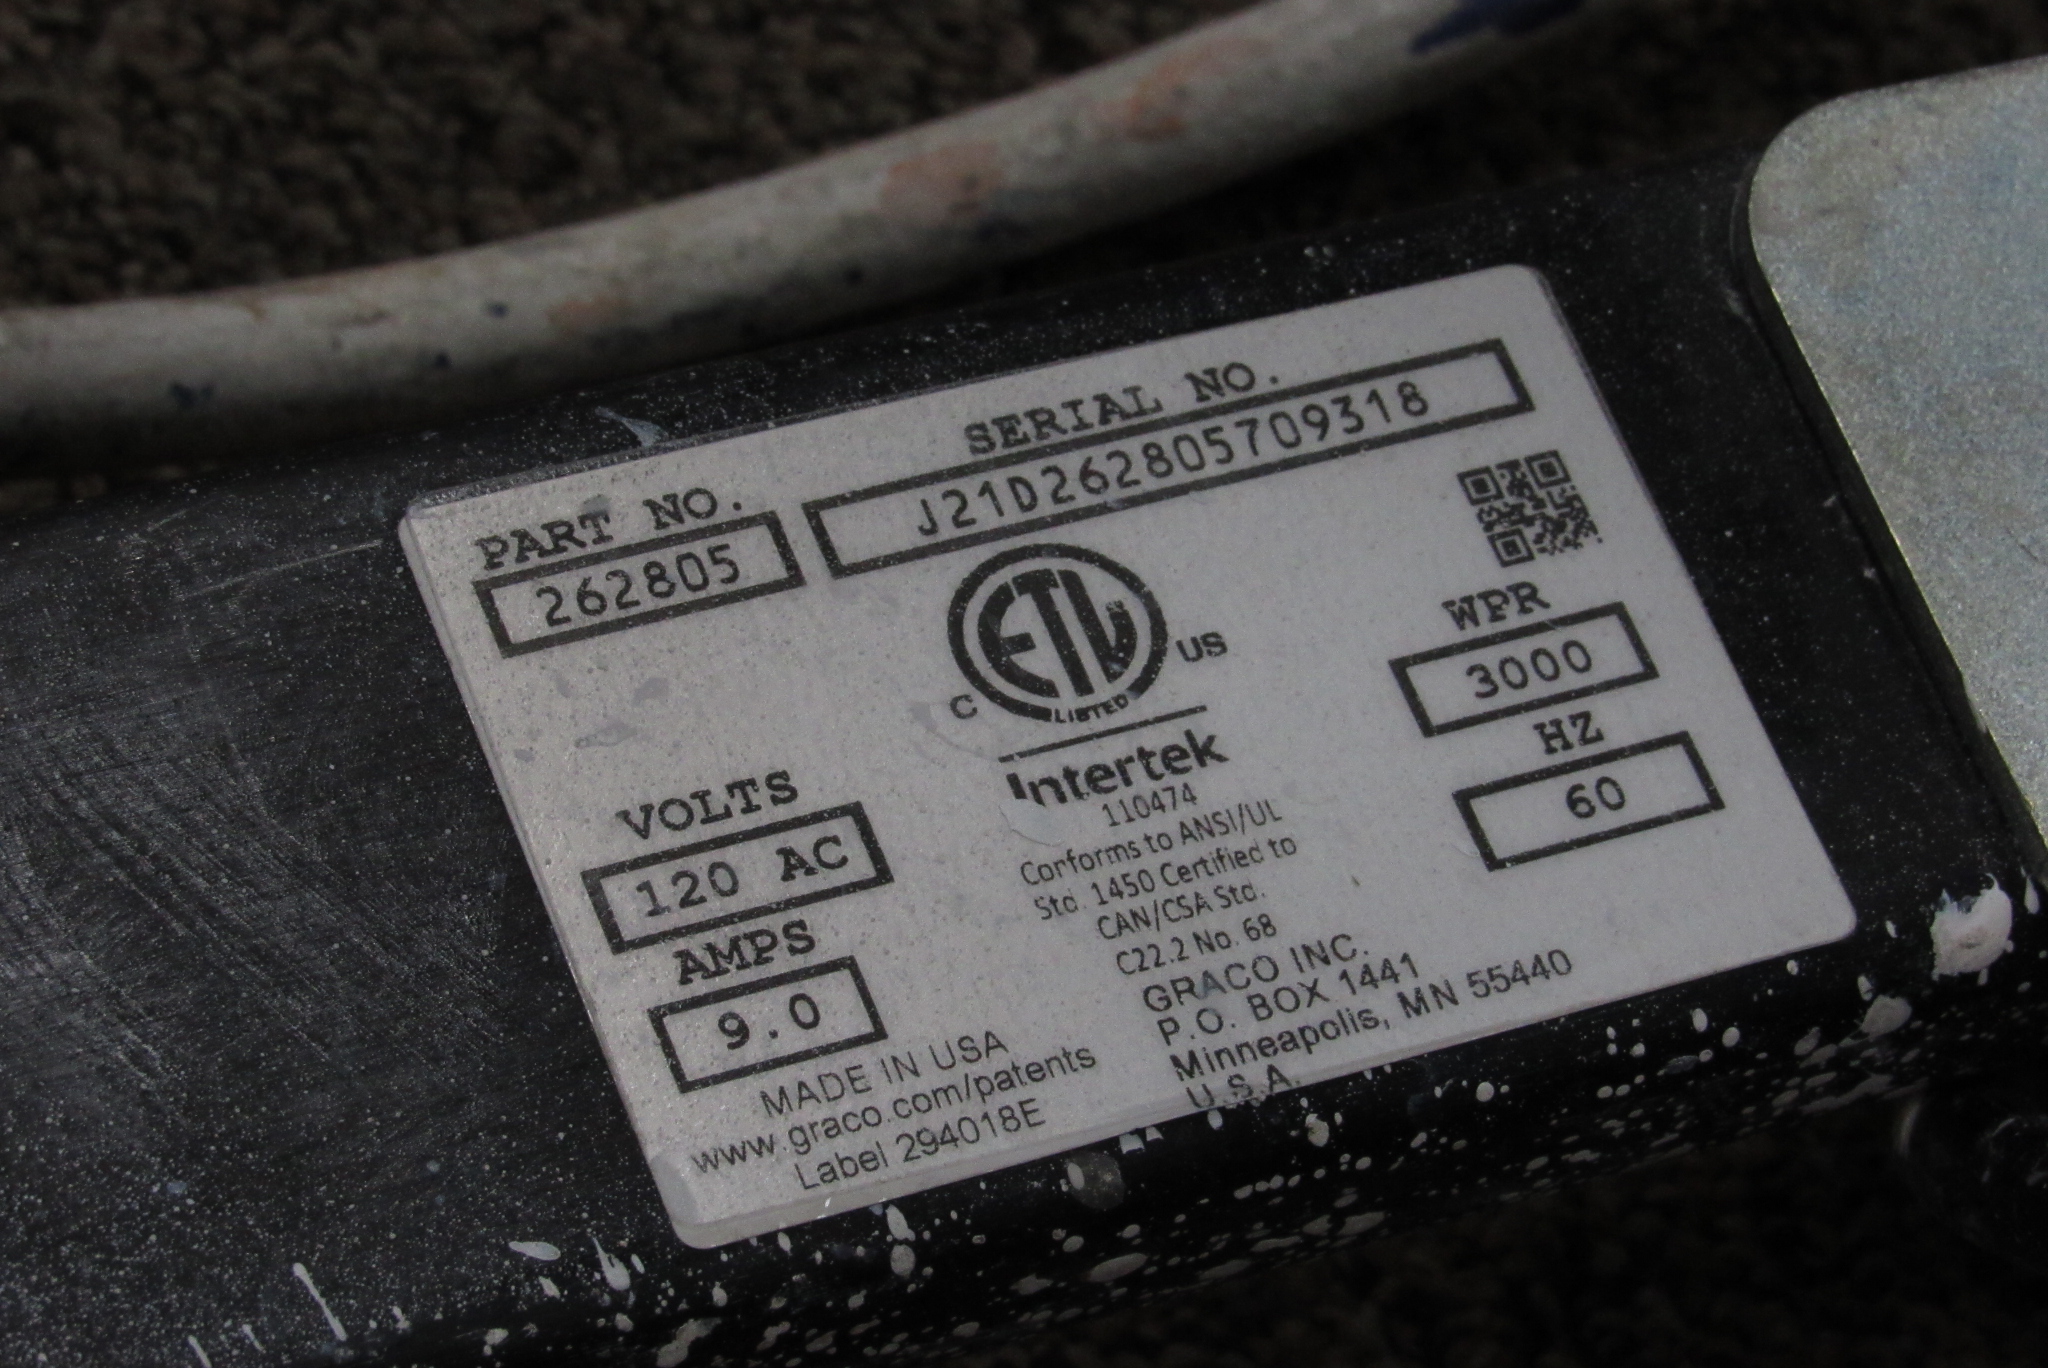 PART NO.
262805
SERIAL NO.
J21D262805709318
ETL
LISTED
C US
Intertek
110474
Conforms to ANSI/UL
Std. 1450 Certified to
CAN/CSA Std.
C22.2 No. 68
WPR
3000
HZ
60
VOLTS
120 AC
AMPS
9.0
MADE IN USA
www.graco.com/patents
Label 294018E
GRACO INC.
P.O. BOX 1441
Minneapolis, MN 55440
U.S.A.